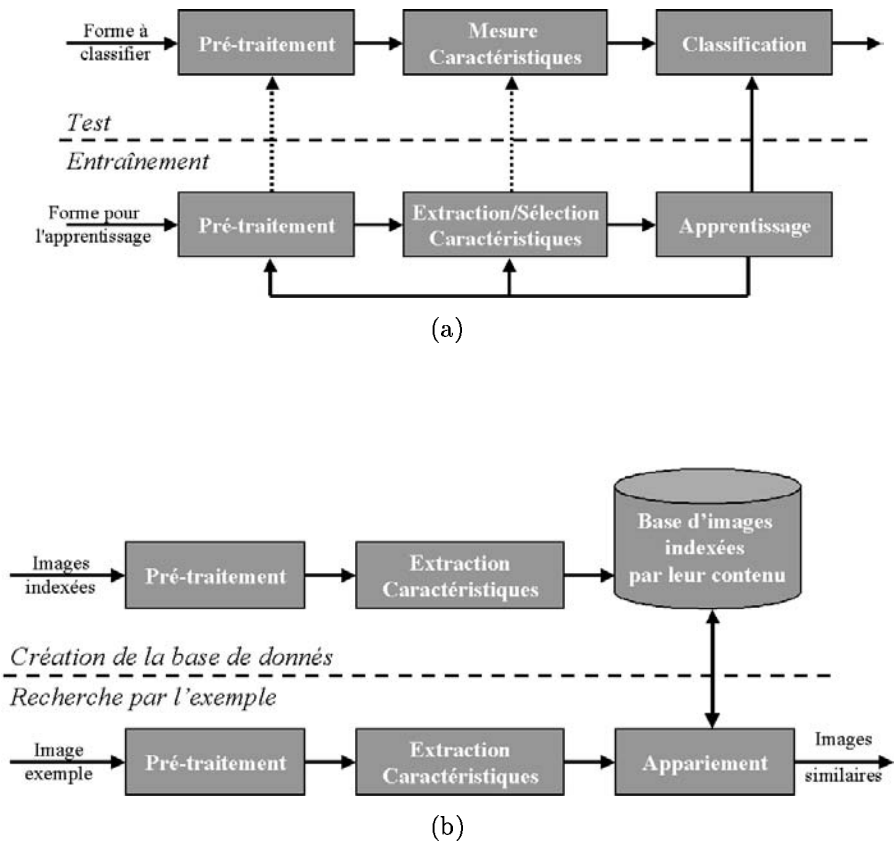 Forme à
classifier
Pré-traitement
Mesure
Caractéristiques
Classification
Test
Entraînement
Forme pour
l'apprentissage
Pré-traitement
Extraction/Sélection
Caractéristiques
Apprentissage
(a)
Images
indexées
Pré-traitement
Extraction
Caractéristiques
Base d'images
indexées
par leur contenu
Création de la base de donnés
Recherche par l'exemple
Image
exemple
Pré-traitement
Extraction
Caractéristiques
Appariement
Images
similaires
(b)